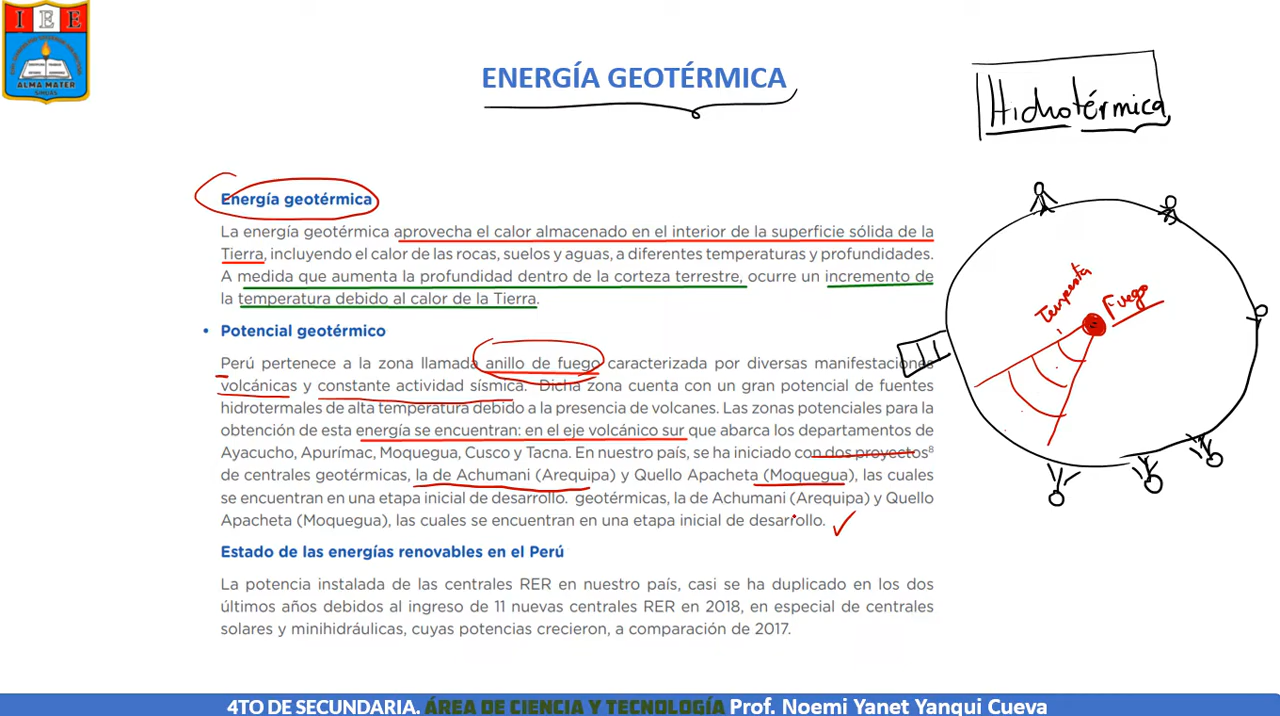 I E E
ALMA MATER
SIHUAS
ENERGÍA GEOTÉRMICA
Hidrotérmica
Energía geotérmica
La energía geotérmica aprovecha el calor almacenado en el interior de la superficie sólida de la
Tierra, incluyendo el calor de las rocas, suelos y aguas, a diferentes temperaturas y profundidades.
A medida que aumenta la profundidad dentro de la corteza terrestre, ocurre un incremento de
la temperatura debido al calor de la Tierra.
• Potencial geotérmico
Perú pertenece a la zona llamada anillo de fuego caracterizada por diversas manifestaciones
volcánicas y constante actividad sísmica. Dicha zona cuenta con un gran potencial de fuentes
hidrotermales de alta temperatura debido a la presencia de volcanes. Las zonas potenciales para la
obtención de esta energía se encuentran: en el eje volcánico sur que abarca los departamentos de
Ayacucho, Apurímac, Moquegua, Cusco y Tacna. En nuestro país, se ha iniciado con dos proyectos⁸
de centrales geotérmicas, la de Achumani (Arequipa) y Quello Apacheta (Moquegua), las cuales
se encuentran en una etapa inicial de desarrollo. geotérmicas, la de Achumani (Arequipa) y Quello
Apacheta (Moquegua), las cuales se encuentran en una etapa inicial de desarrollo.
Fuego
Estado de las energías renovables en el Perú
La potencia instalada de las centrales RER en nuestro país, casi se ha duplicado en los dos
últimos años debidos al ingreso de 11 nuevas centrales RER en 2018, en especial de centrales
solares y minihidráulicas, cuyas potencias crecieron, a comparación de 2017.
4TO DE SECUNDARIA. ÁREA DE CIENCIA Y TECNOLOGÍA Prof. Noemi Yanet Yanqui Cueva